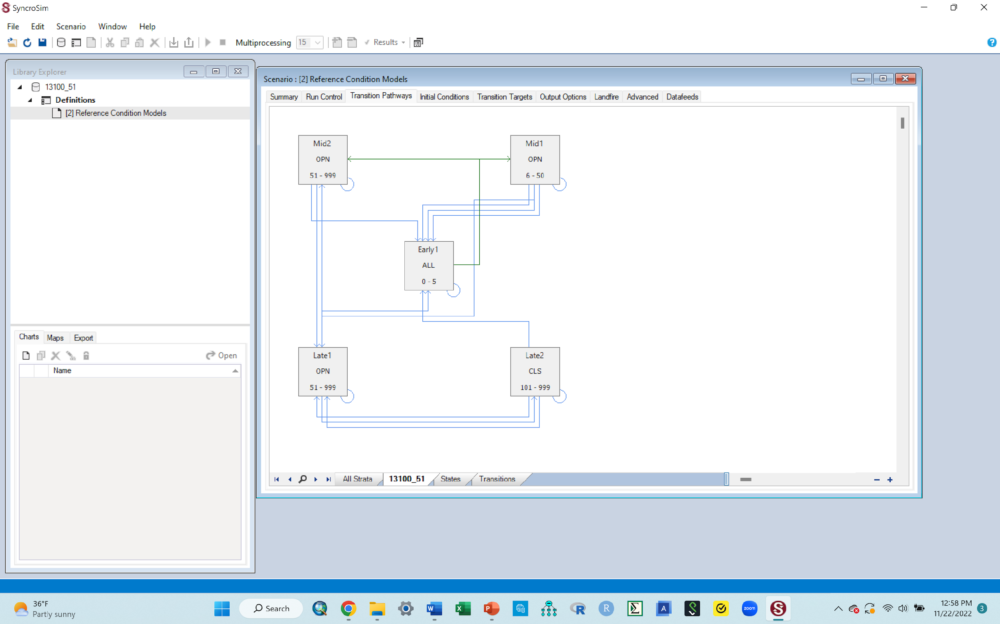 SyncroSim
File Edit Scenario Window Help
Multiprocessing 15 Results
Library Explorer
13100_51
Definitions
[2] Reference Condition Models
Charts Maps Export
Open
Name
Scenario : [2] Reference Condition Models
Summary Run Control Transition Pathways Initial Conditions Transition Targets Output Options Landfire Advanced Datafeeds
Mid2
OPN
51 - 999
Mid1
OPN
6 - 50
Early1
ALL
0 - 5
Late1
OPN
51 - 999
Late2
CLS
101 - 999
All Strata 13100_51 States Transitions
36°F
Partly sunny
Search
zoom
12:58 PM
11/22/2022
3